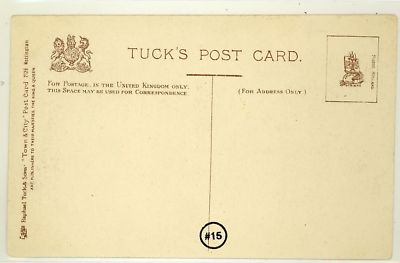 TUCK'S POST CARD.
FOR POSTAGE, IN THE UNITED KINGDOM ONLY,
THIS SPACE MAY BE USED FOR CORRESPONDENCE
(FOR ADDRESS ONLY.)
Raphael Tuck & Sons' "Town & City" Post Card
ART PUBLISHERS TO THEIR MAJESTIES THE KING & QUEEN
#15